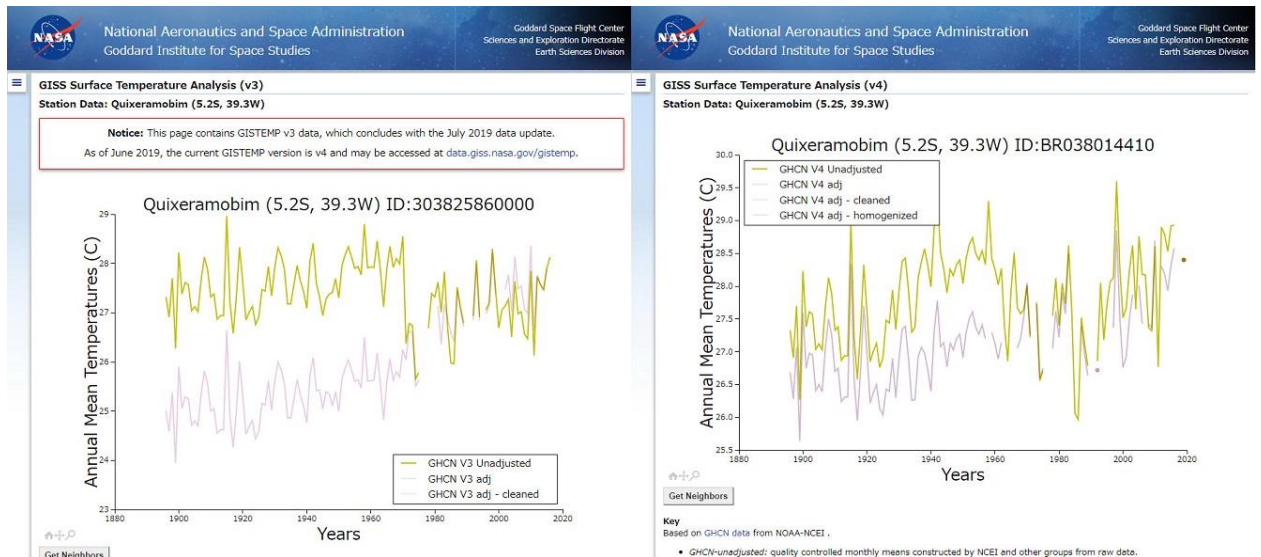 NASA
National Aeronautics and Space Administration
Goddard Institute for Space Studies
Goddard Space Flight Center
Sciences and Exploration Directorate
Earth Sciences Division
GISS Surface Temperature Analysis (v3)
Station Data: Quixeramobim (5.2S, 39.3W)
Notice: This page contains GISTEMP v3 data, which concludes with the July 2019 data update.
As of June 2019, the current GISTEMP version is v4 and may be accessed at data.giss.nasa.gov/gistemp.
Quixeramobim (5.2S, 39.3W) ID:303825860000
Annual Mean Temperatures (C)
29
28
27
26
25
24
23
GHCN V3 Unadjusted
GHCN V3 adj
GHCN V3 adj - cleaned
1880 1900 1920 1940 1960 1980 2000 2020
Years
Get Neighbors
NASA
National Aeronautics and Space Administration
Goddard Institute for Space Studies
Goddard Space Flight Center
Sciences and Exploration Directorate
Earth Sciences Division
GISS Surface Temperature Analysis (v4)
Station Data: Quixeramobim (5.2S, 39.3W)
Quixeramobim (5.2S, 39.3W) ID:BR038014410
GHCN V4 Unadjusted
GHCN V4 adj
GHCN V4 adj - cleaned
GHCN V4 adj - homogenized
Annual Mean Temperatures (C)
30.0
29.5
29.0
28.5
28.0
27.5
27.0
26.5
26.0
25.5
1880 1900 1920 1940 1960 1980 2000 2020
Years
Get Neighbors
Key
Based on GHCN data from NOAA-NCEI .
• GHCN-unadjusted: quality controlled monthly means constructed by NCEI and other groups from raw data.